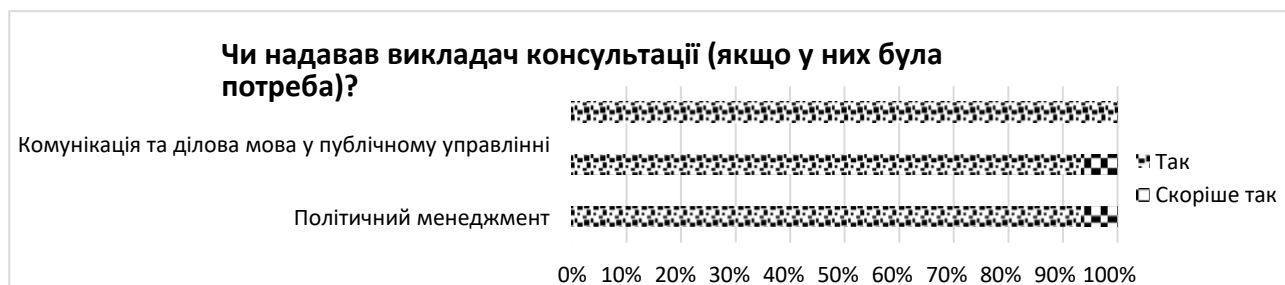 Чи надавав викладач консультації (якщо у них була
потреба)?
Комунікація та ділова мова у публічному управлінні
Політичний менеджмент
Так
Скоріше так
0% 10% 20% 30% 40% 50% 60% 70% 80% 90% 100%